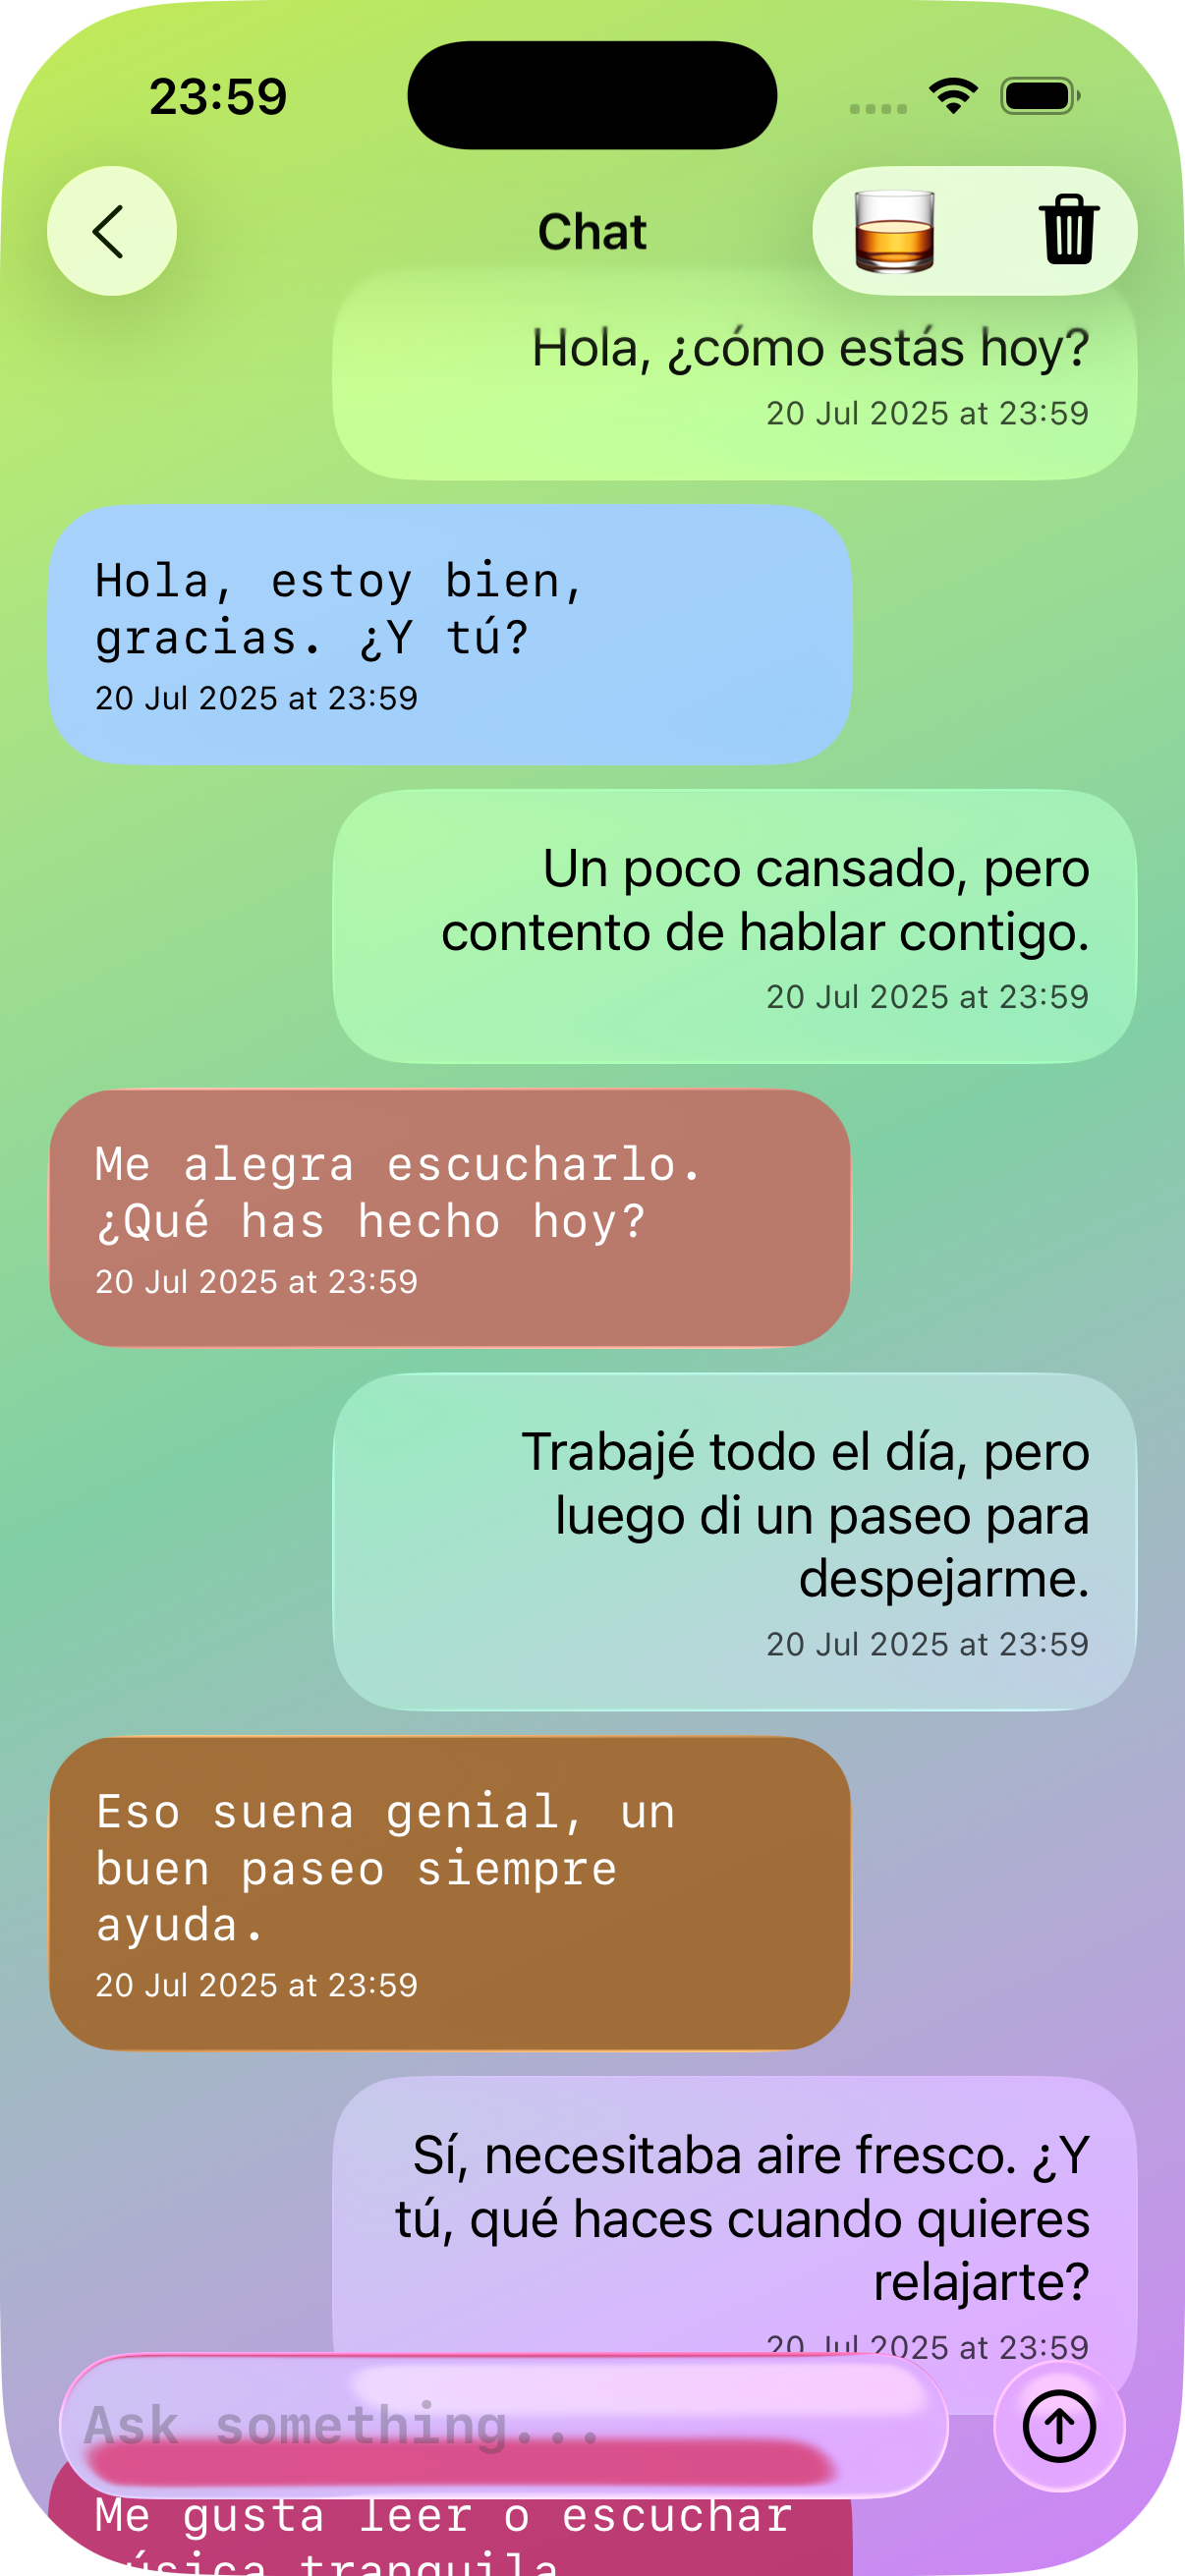 23:59
Chat
Hola, ¿cómo estás hoy?
20 Jul 2025 at 23:59
Hola, estoy bien,
gracias. ¿Y tú?
20 Jul 2025 at 23:59
Un poco cansado, pero
contento de hablar contigo.
20 Jul 2025 at 23:59
Me alegra escucharlo.
¿Qué has hecho hoy?
20 Jul 2025 at 23:59
Trabajé todo el día, pero
luego di un paseo para
despejarme.
20 Jul 2025 at 23:59
Eso suena genial, un
buen paseo siempre
ayuda.
20 Jul 2025 at 23:59
Sí, necesitaba aire fresco. ¿Y
tú, qué haces cuando quieres
relajarte?
20 Jul 2025 at 23:59
Ask something...
Me gusta leer o escuchar
música tranquila